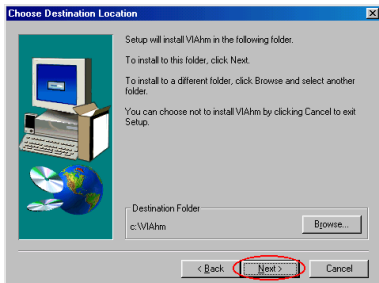 Choose Destination Location
Setup will install VIAhm in the following folder.
To install to this folder, click Next.
To install to a different folder, click Browse and select another
folder.
You can choose not to install VIAhm by clicking Cancel to exit
Setup.
Destination Folder
c:\VIAhm
Browse...
< Back
Next >
Cancel